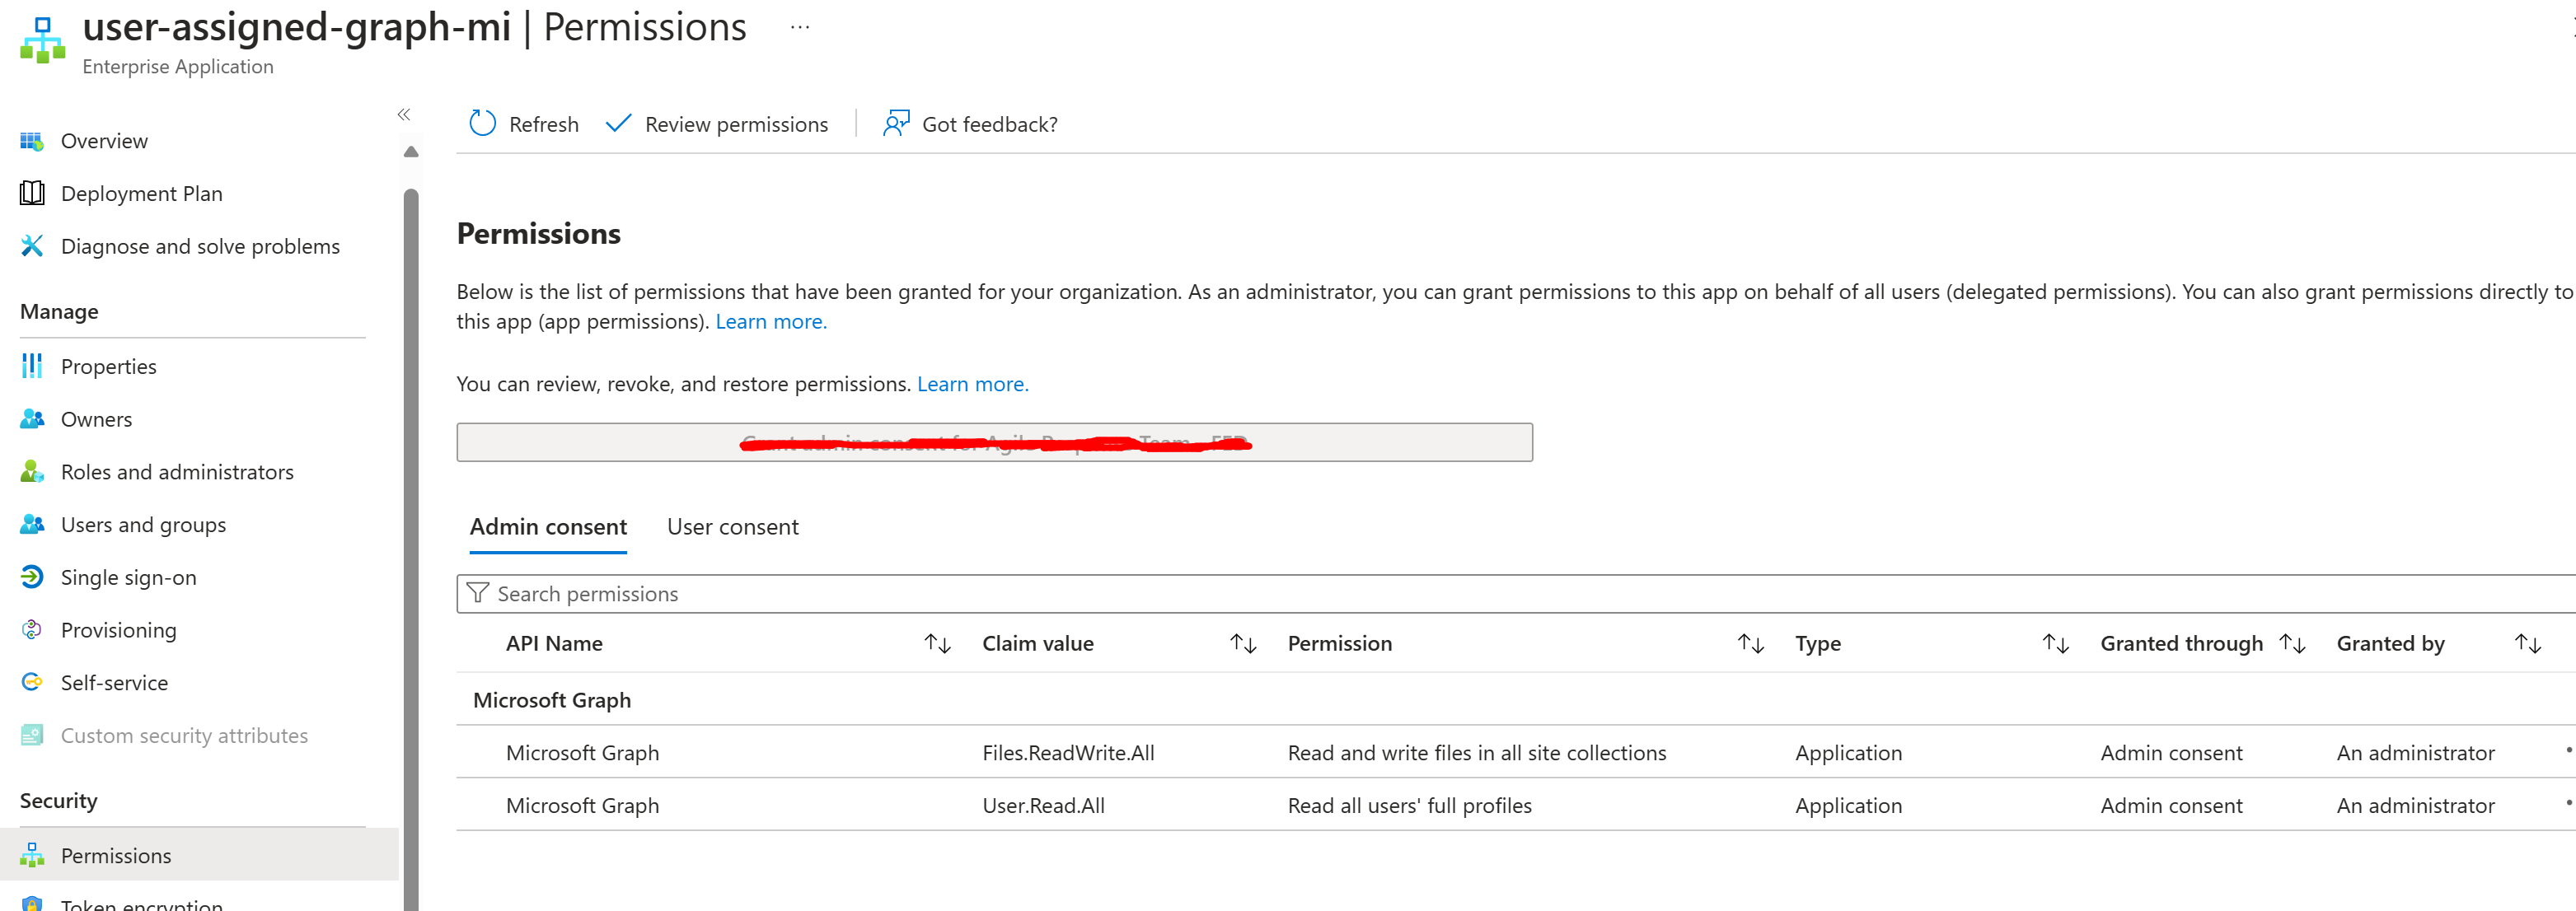 user-assigned-graph-mi | Permissions ...
Enterprise Application
Overview
Deployment Plan
Diagnose and solve problems
Manage
Properties
Owners
Roles and administrators
Users and groups
Single sign-on
Provisioning
Self-service
Custom security attributes
Security
Permissions
Token encryption
Refresh Review permissions Got feedback?
Permissions
Below is the list of permissions that have been granted for your organization. As an administrator, you can grant permissions to this app on behalf of all users (delegated permissions). You can also grant permissions directly to
this app (app permissions). Learn more.
You can review, revoke, and restore permissions. Learn more.
Admin consent User consent
Search permissions
API Name Claim value Permission Type Granted through Granted by
Microsoft Graph
Microsoft Graph Files.ReadWrite.All Read and write files in all site collections Application Admin consent An administrator
Microsoft Graph User.Read.All Read all users' full profiles Application Admin consent An administrator